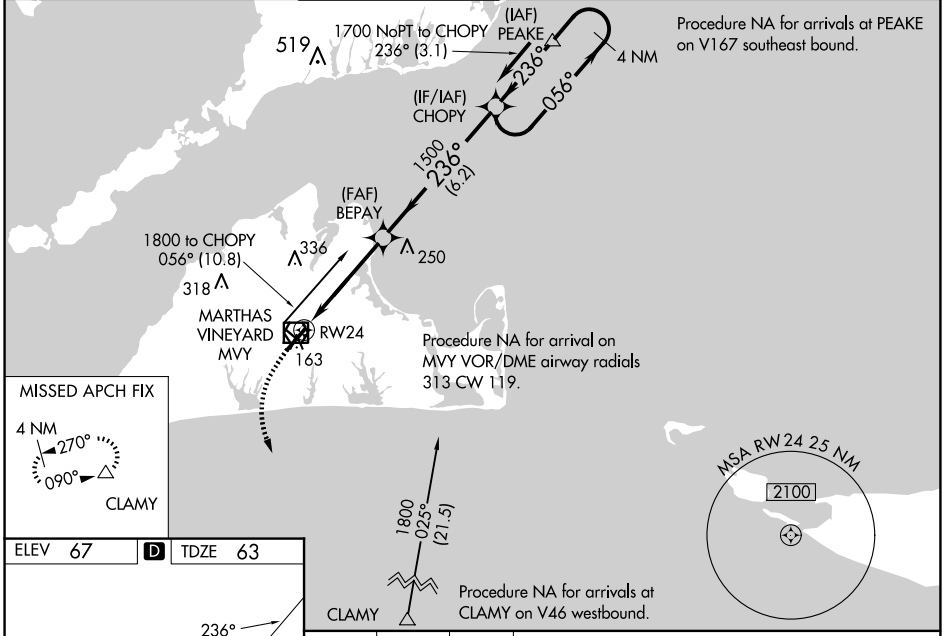 1700 NoPT to CHOPY
236° (3.1)
(IAF)
PEAKE
Procedure NA for arrivals at PEAKE
on V167 southeast bound.
519
4 NM
236°
056°
(IF/IAF)
CHOPY
1500
236°
(6.2)
(FAF)
BEPAY
1800 to CHOPY
056° (10.8)
336
250
318
MARTHAS
VINEYARD
MVY
RW24
163
Procedure NA for arrival on
MVY VOR/DME airway radials
313 CW 119.
MISSED APCH FIX
4 NM
270°
090°
CLAMY
MSA RW24 25 NM
2100
1800
025°
(21.5)
ELEV 67 D TDZE 63
Procedure NA for arrivals at
CLAMY on V46 westbound.
CLAMY
236°